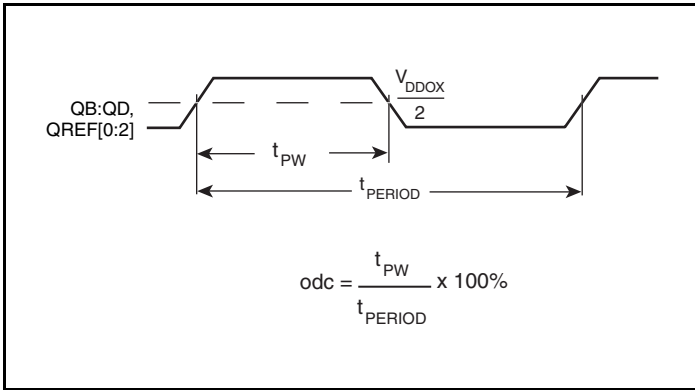 V_DDOX
2
QB:QD,
QREF[0:2]
t_PW
t_PERIOD
odc = t_PW / t_PERIOD x 100%